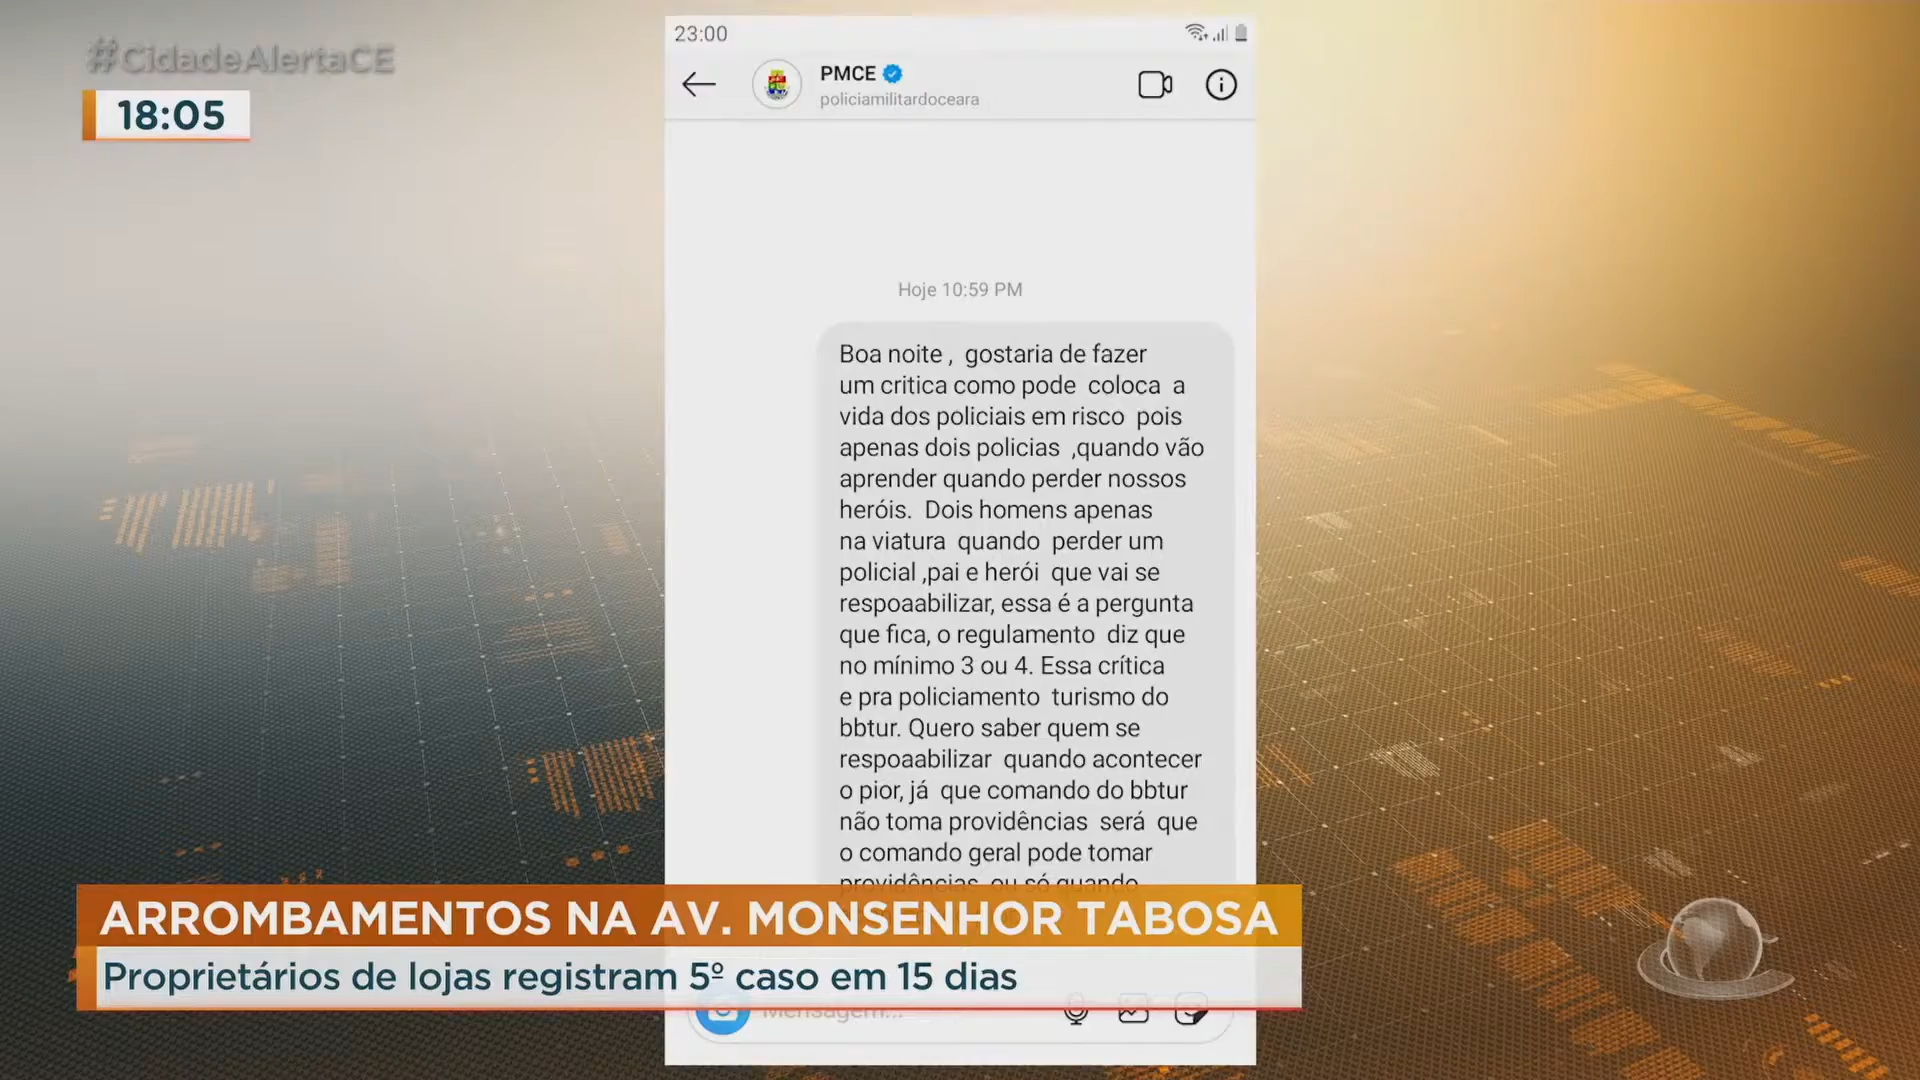 #CidadeAlertaCE
18:05
23:00
PMCE
policiamilitardoceara
Hoje 10:59 PM
Boa noite ,  gostaria de fazer
um critica como pode  coloca  a
vida dos policiais em risco  pois
apenas dois policias  ,quando vão
aprender quando perder nossos
heróis.  Dois homens apenas
na viatura  quando  perder um
policial ,pai e herói  que vai se
respoaabilizar, essa é a pergunta
que fica, o regulamento  diz que
no mínimo 3 ou 4. Essa crítica
e pra policiamento  turismo do
bbtur. Quero saber quem se
respoaabilizar  quando acontecer
o pior, já  que comando do bbtur
não toma providências  será  que
o comando geral pode tomar
providências  ou só quando
ARROMBAMENTOS NA AV. MONSENHOR TABOSA
Proprietários de lojas registram 5º caso em 15 dias
Mensagem...